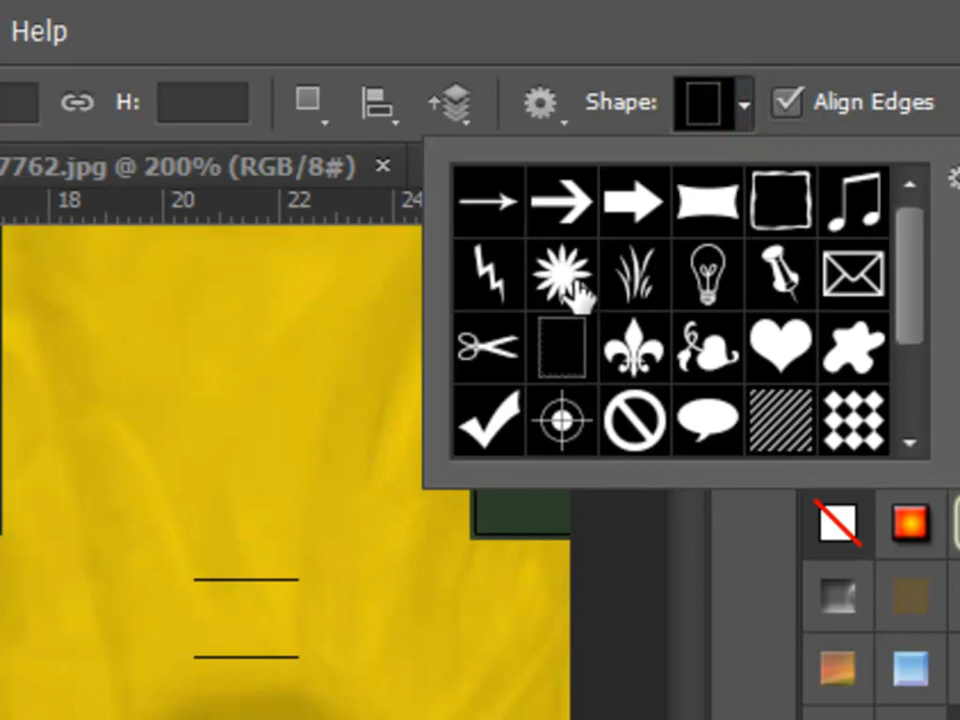 Help
H:
Shape:
Align Edges
7762.jpg @ 200% (RGB/8#) ×
18 20 22 24